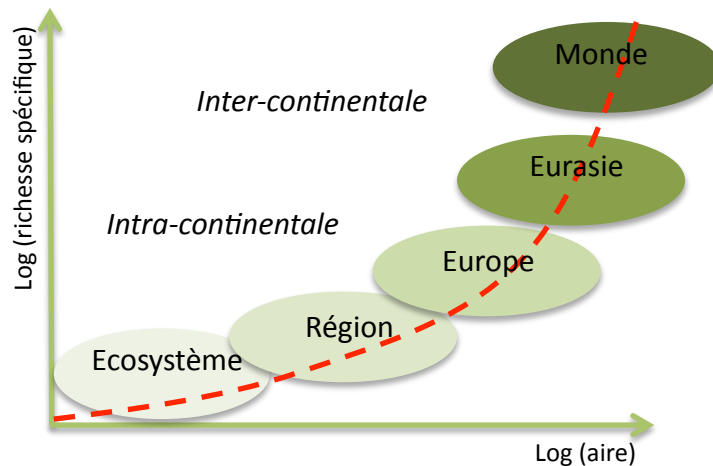 Monde
Inter-continentale
Eurasie
Intra-continentale
Europe
Région
Ecosystème
Log (richesse spécifique)
Log (aire)